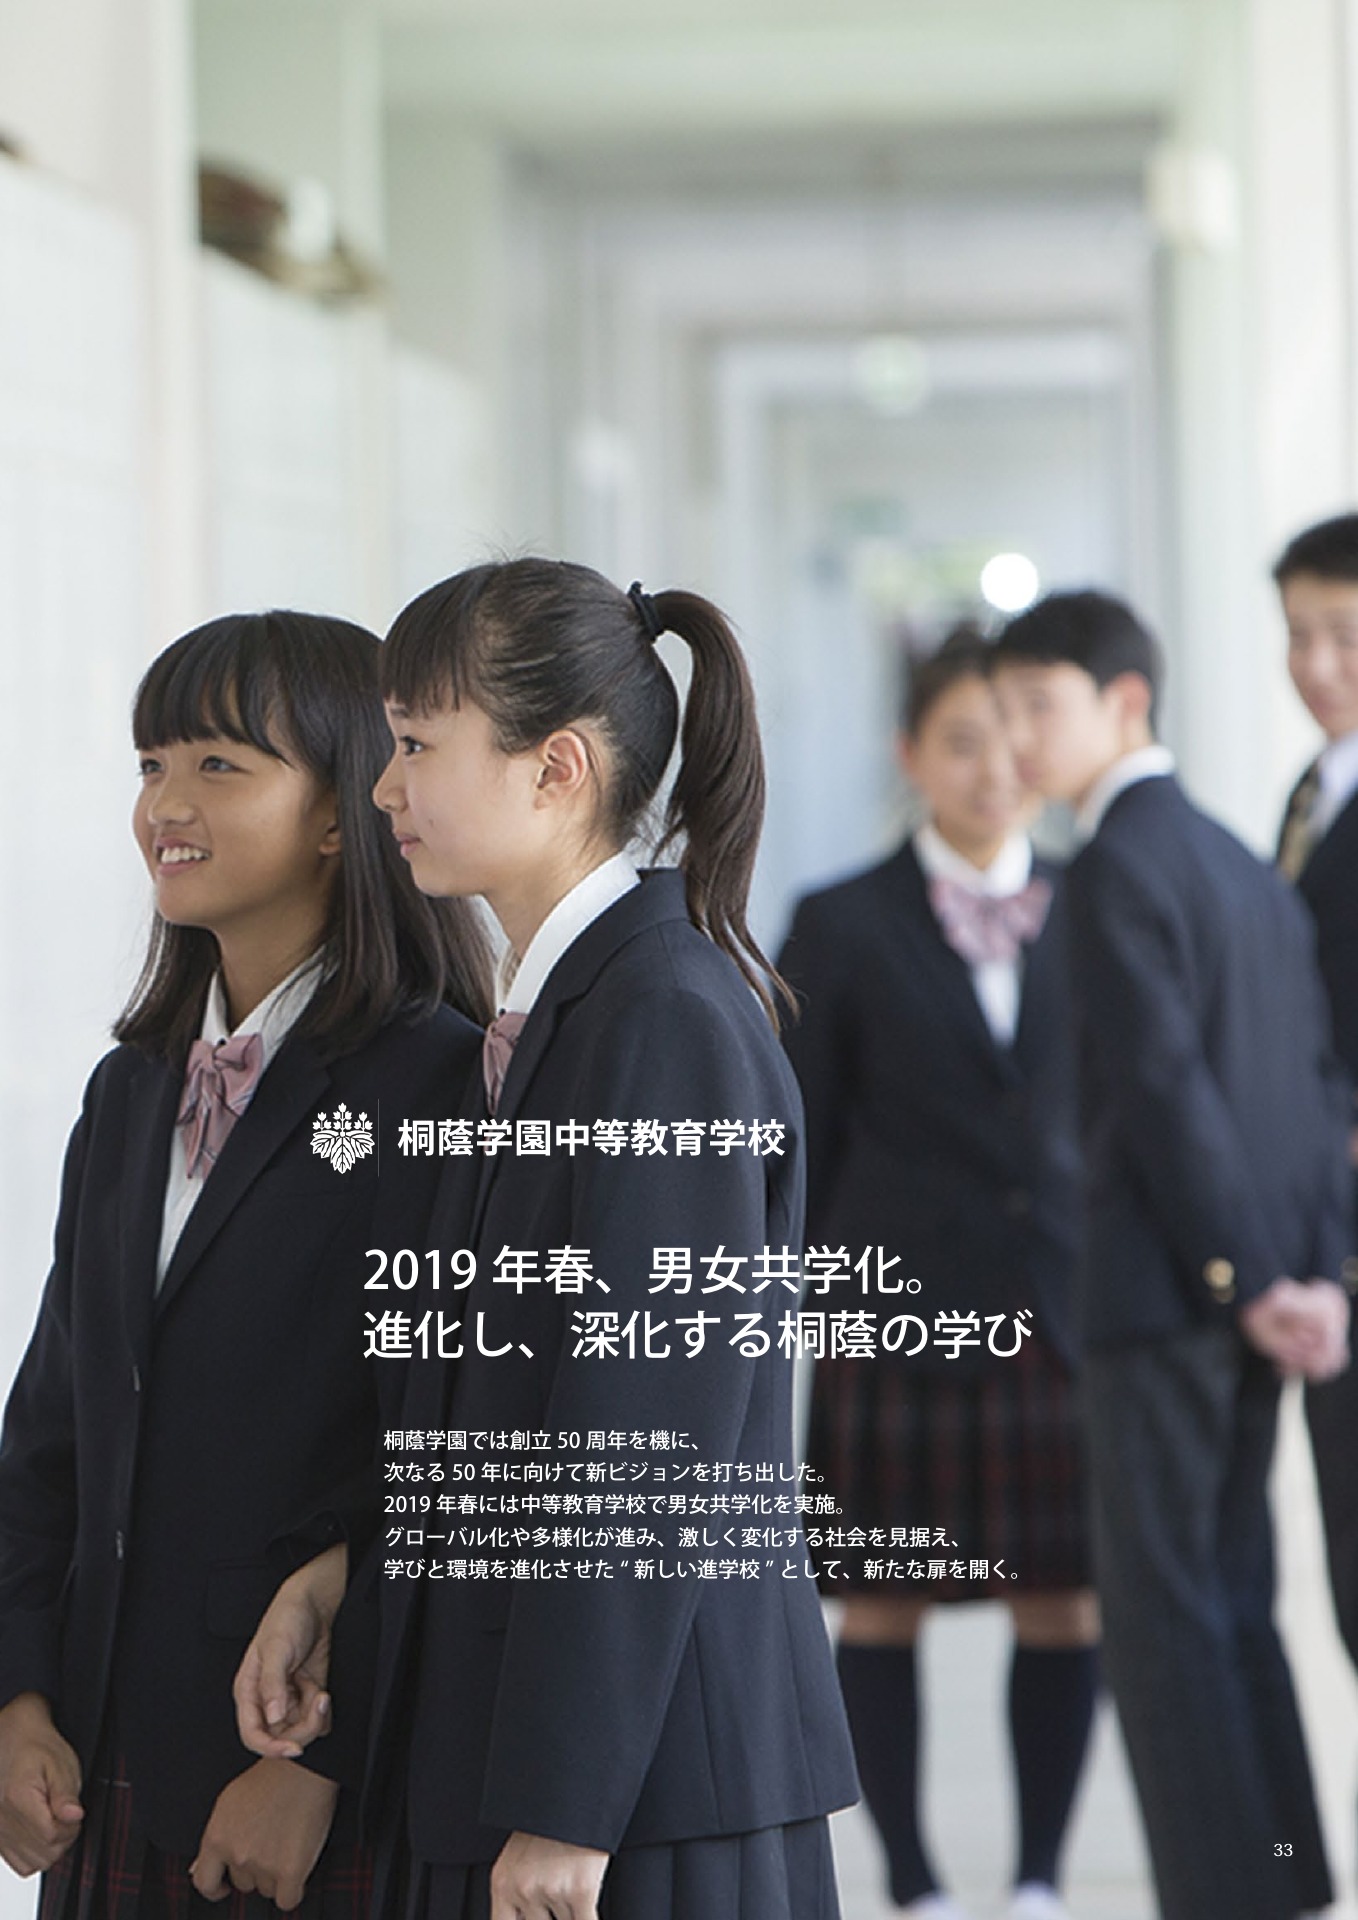 桐蔭学園中等教育学校
2019 年春、男女共学化。
進化し、深化する桐蔭の学び
桐蔭学園では創立 50 周年を機に、
次なる 50 年に向けて新ビジョンを打ち出した。
2019 年春には中等教育学校で男女共学化を実施。
グローバル化や多様化が進み、激しく変化する社会を見据え、
学びと環境を進化させた “ 新しい進学校 ” として、新たな扉を開く。
33